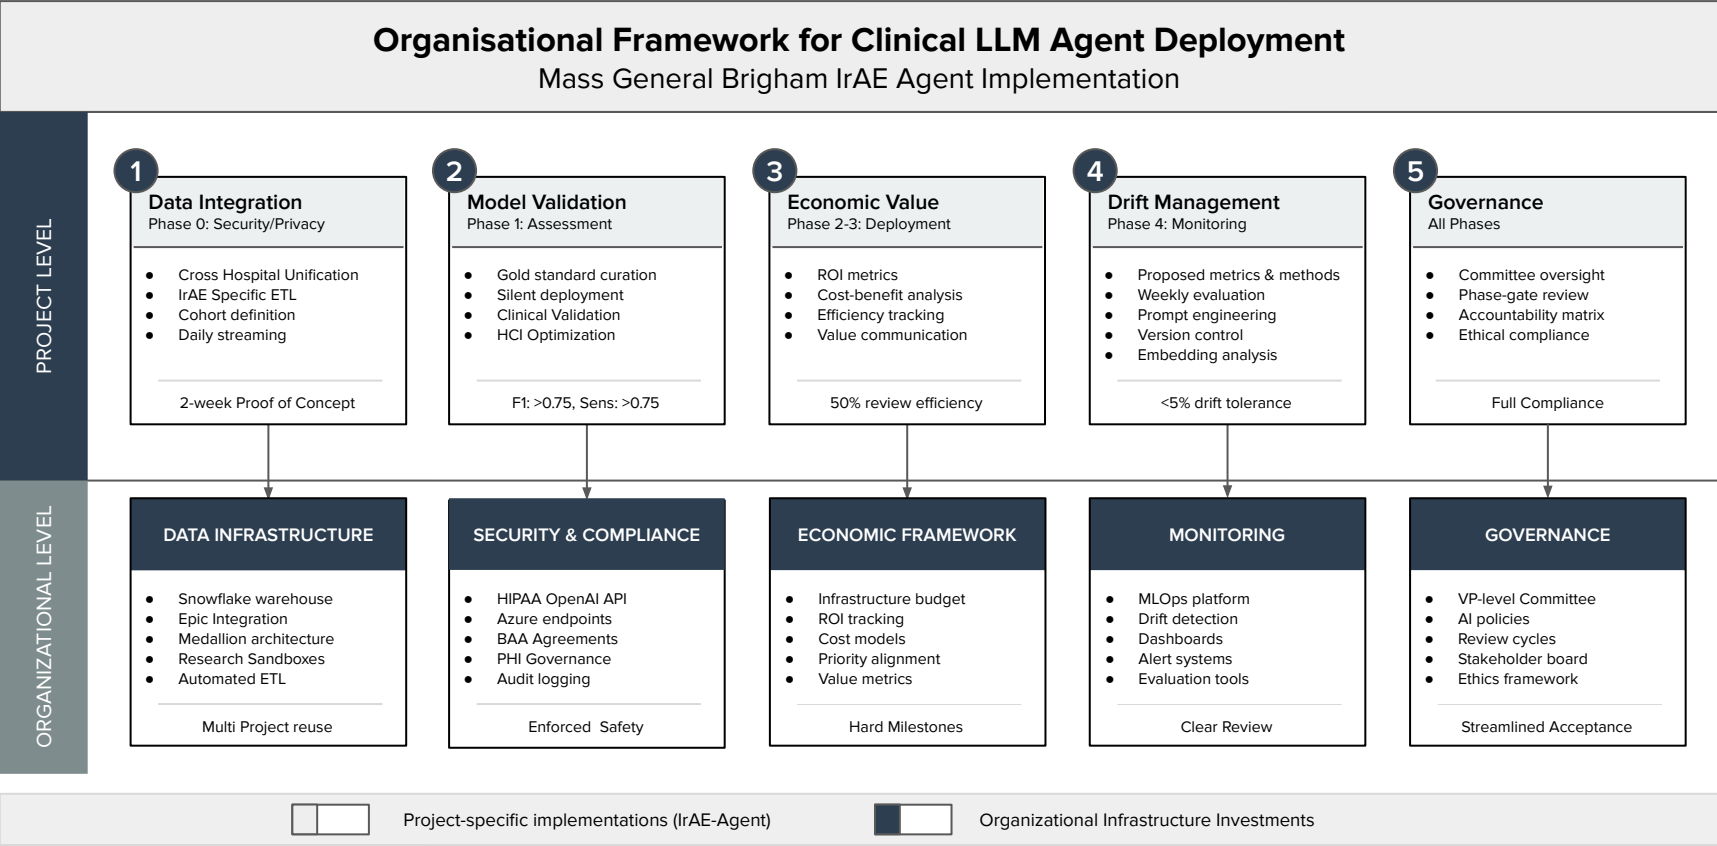 Organisational Framework for Clinical LLM Agent Deployment
Mass General Brigham IrAE Agent Implementation
PROJECT LEVEL
1
Data Integration
Phase 0: Security/Privacy
● Cross Hospital Unification
● IrAE Specific ETL
● Cohort definition
● Daily streaming
2-week Proof of Concept
2
Model Validation
Phase 1: Assessment
● Gold standard curation
● Silent deployment
● Clinical Validation
● HCI Optimization
F1: >0.75, Sens: >0.75
3
Economic Value
Phase 2-3: Deployment
● ROI metrics
● Cost-benefit analysis
● Efficiency tracking
● Value communication
50% review efficiency
4
Drift Management
Phase 4: Monitoring
● Proposed metrics & methods
● Weekly evaluation
● Prompt engineering
● Version control
● Embedding analysis
<5% drift tolerance
5
Governance
All Phases
● Committee oversight
● Phase-gate review
● Accountability matrix
● Ethical compliance
Full Compliance
ORGANIZATIONAL LEVEL
DATA INFRASTRUCTURE
● Snowflake warehouse
● Epic Integration
● Medallion architecture
● Research Sandboxes
● Automated ETL
Multi Project reuse
SECURITY & COMPLIANCE
● HIPAA OpenAI API
● Azure endpoints
● BAA Agreements
● PHI Governance
● Audit logging
Enforced Safety
ECONOMIC FRAMEWORK
● Infrastructure budget
● ROI tracking
● Cost models
● Priority alignment
● Value metrics
Hard Milestones
MONITORING
● MLOps platform
● Drift detection
● Dashboards
● Alert systems
● Evaluation tools
Clear Review
GOVERNANCE
● VP-level Committee
● AI policies
● Review cycles
● Stakeholder board
● Ethics framework
Streamlined Acceptance
Project-specific implementations (IrAE-Agent)
Organizational Infrastructure Investments